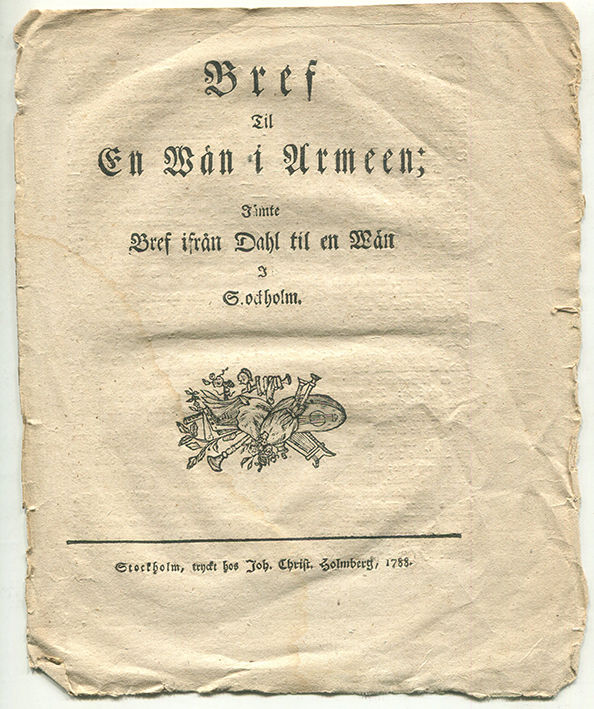 Bref
Til
En Wän i Armeen;
Jämte
Bref ifrån Dahl til en Wän
I
S.ockholm.
Stockholm, tryckt hos Joh. Christ. Holmberg, 1788.